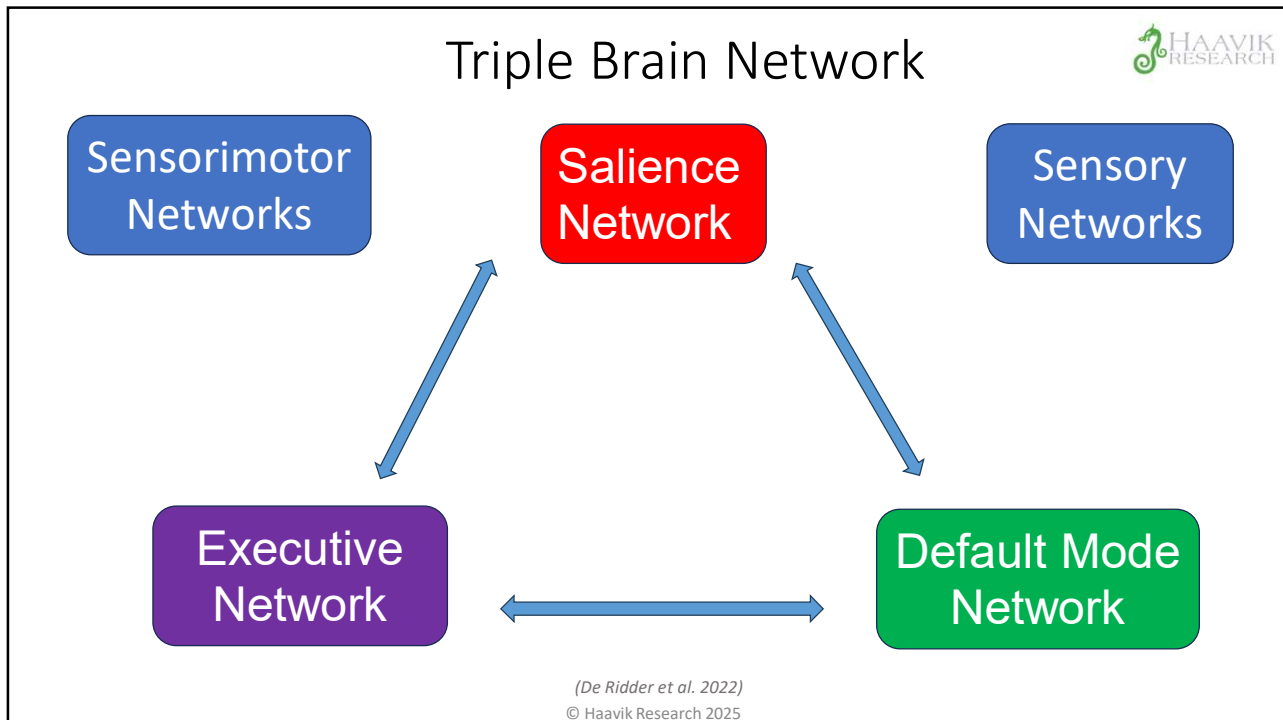 Triple Brain Network
HAAVIK
RESEARCH
Sensorimotor
Networks
Salience
Network
Sensory
Networks
Executive
Network
Default Mode
Network
(De Ridder et al. 2022)
© Haavik Research 2025